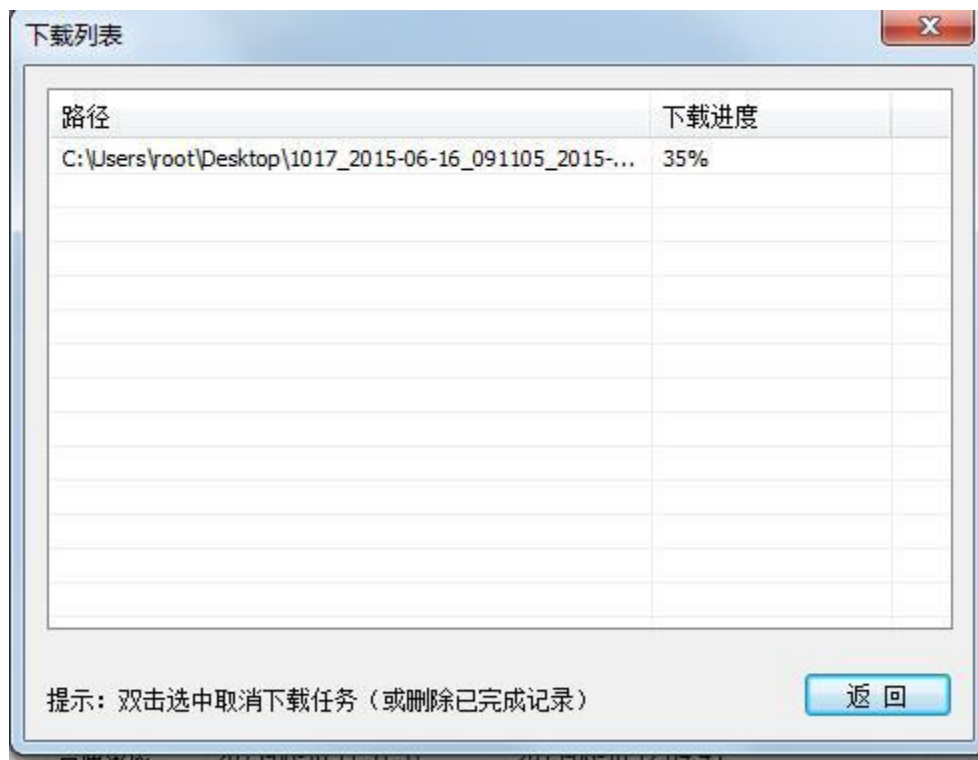 下载列表
路径 下载进度
C:\Users\root\Desktop\1017_2015-06-16_091105_2015-... 35%
提示：双击选中取消下载任务（或删除已完成记录）
返 回